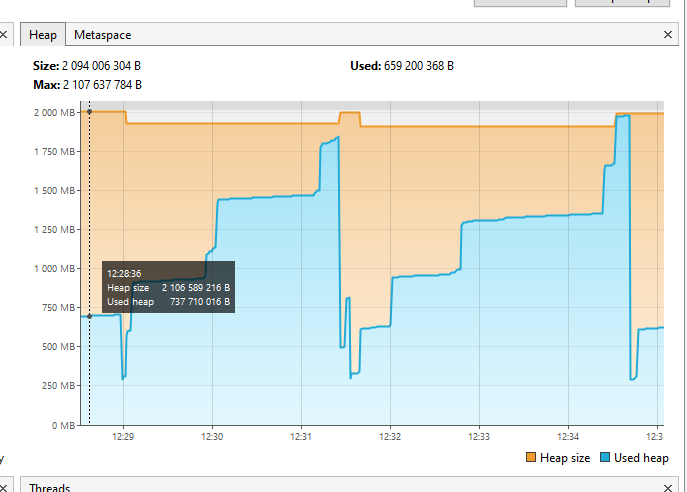 Heap Metaspace
Size: 2 094 006 304 B Used: 659 200 368 B
Max: 2 107 637 784 B
2 000 MB
1 750 MB
1 500 MB
1 250 MB
1 000 MB
750 MB
500 MB
250 MB
0 MB
12:28:36
Heap size 2 106 589 216 B
Used heap 737 710 016 B
12:29 12:30 12:31 12:32 12:33 12:34 12:3
Heap size Used heap
Threads